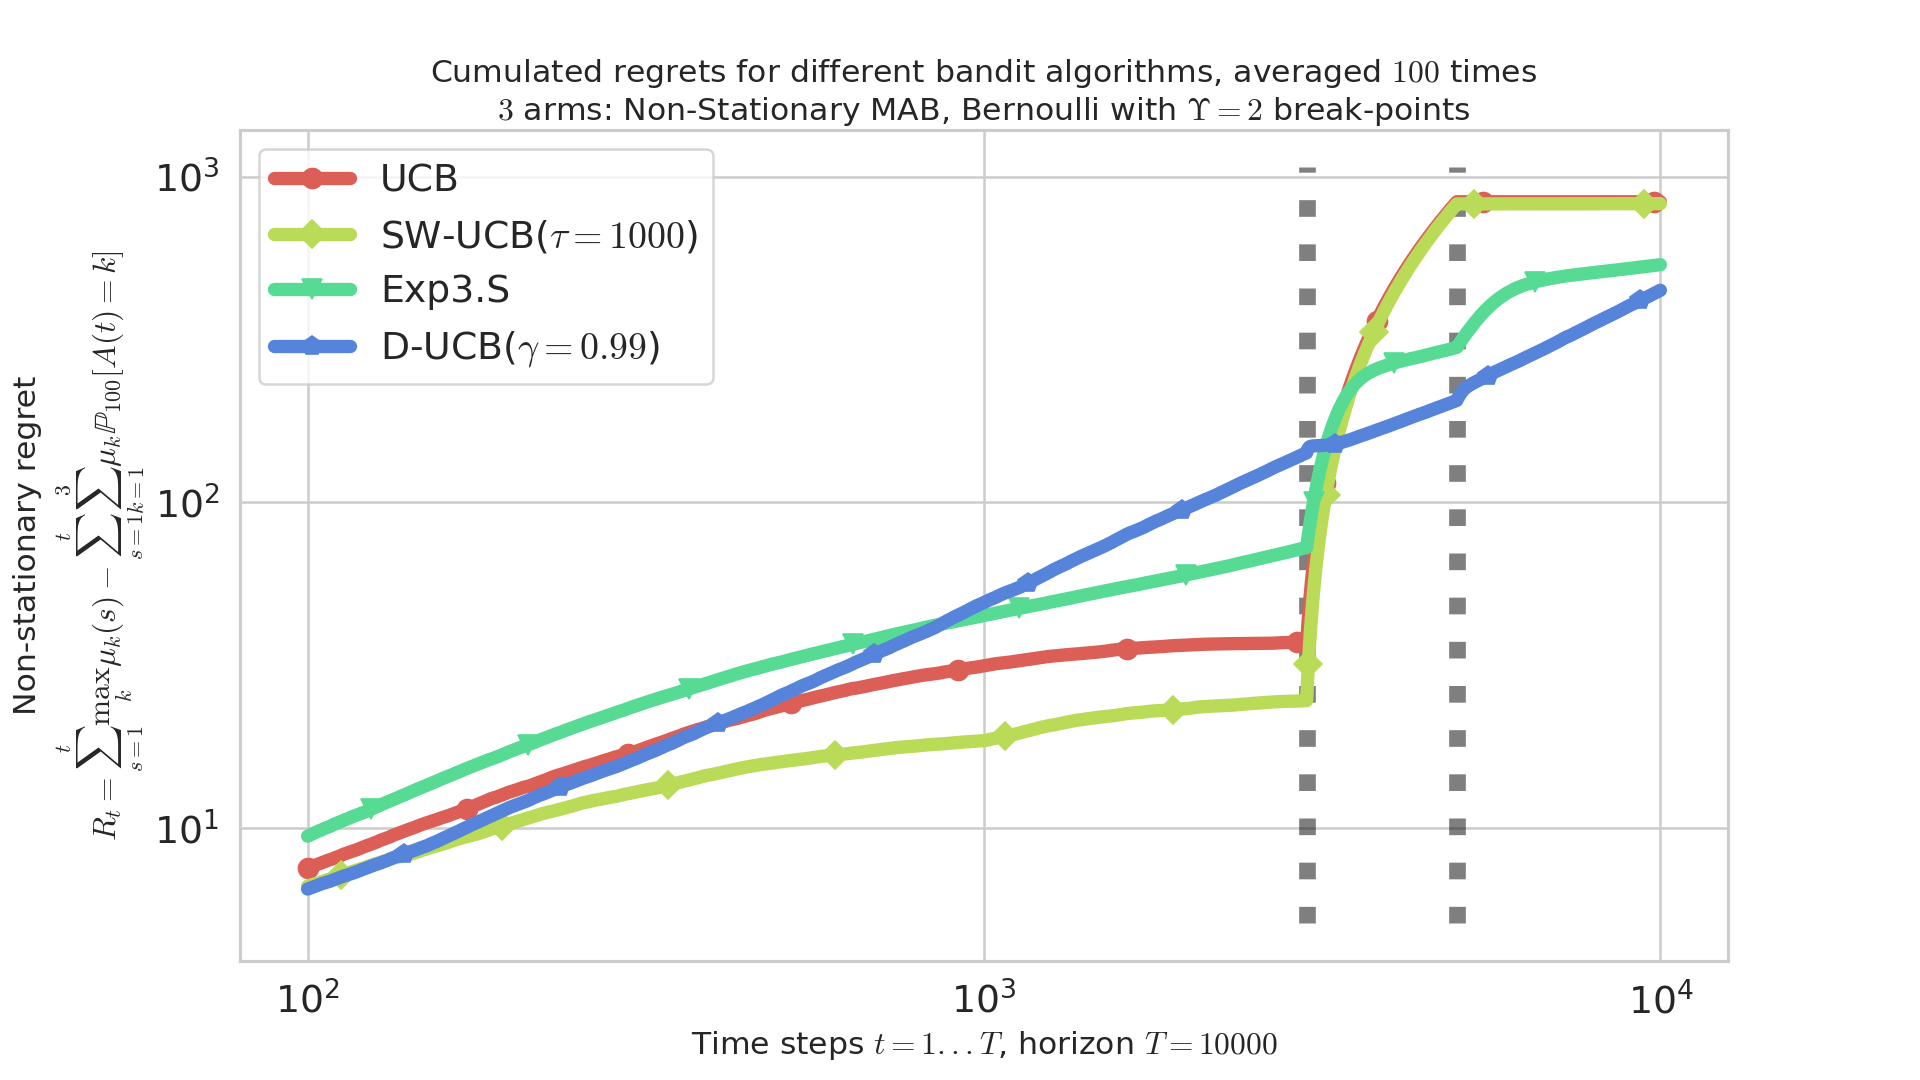 Cumulated regrets for different bandit algorithms, averaged 100 times
3 arms: Non-Stationary MAB, Bernoulli with Υ = 2 break-points
UCB
SW-UCB(τ = 1000)
Exp3.S
D-UCB(γ = 0.99)
10³
10²
10¹
Non-stationary regret
R_t = ∑_{s=1}^{t} max_k μ_k(s) − ∑_{s=1}^{t} ∑_{k=1}^{3} μ_k ℙ_{100}[A(t) = k]
10²
10³
10⁴
Time steps t = 1...T, horizon T = 10000